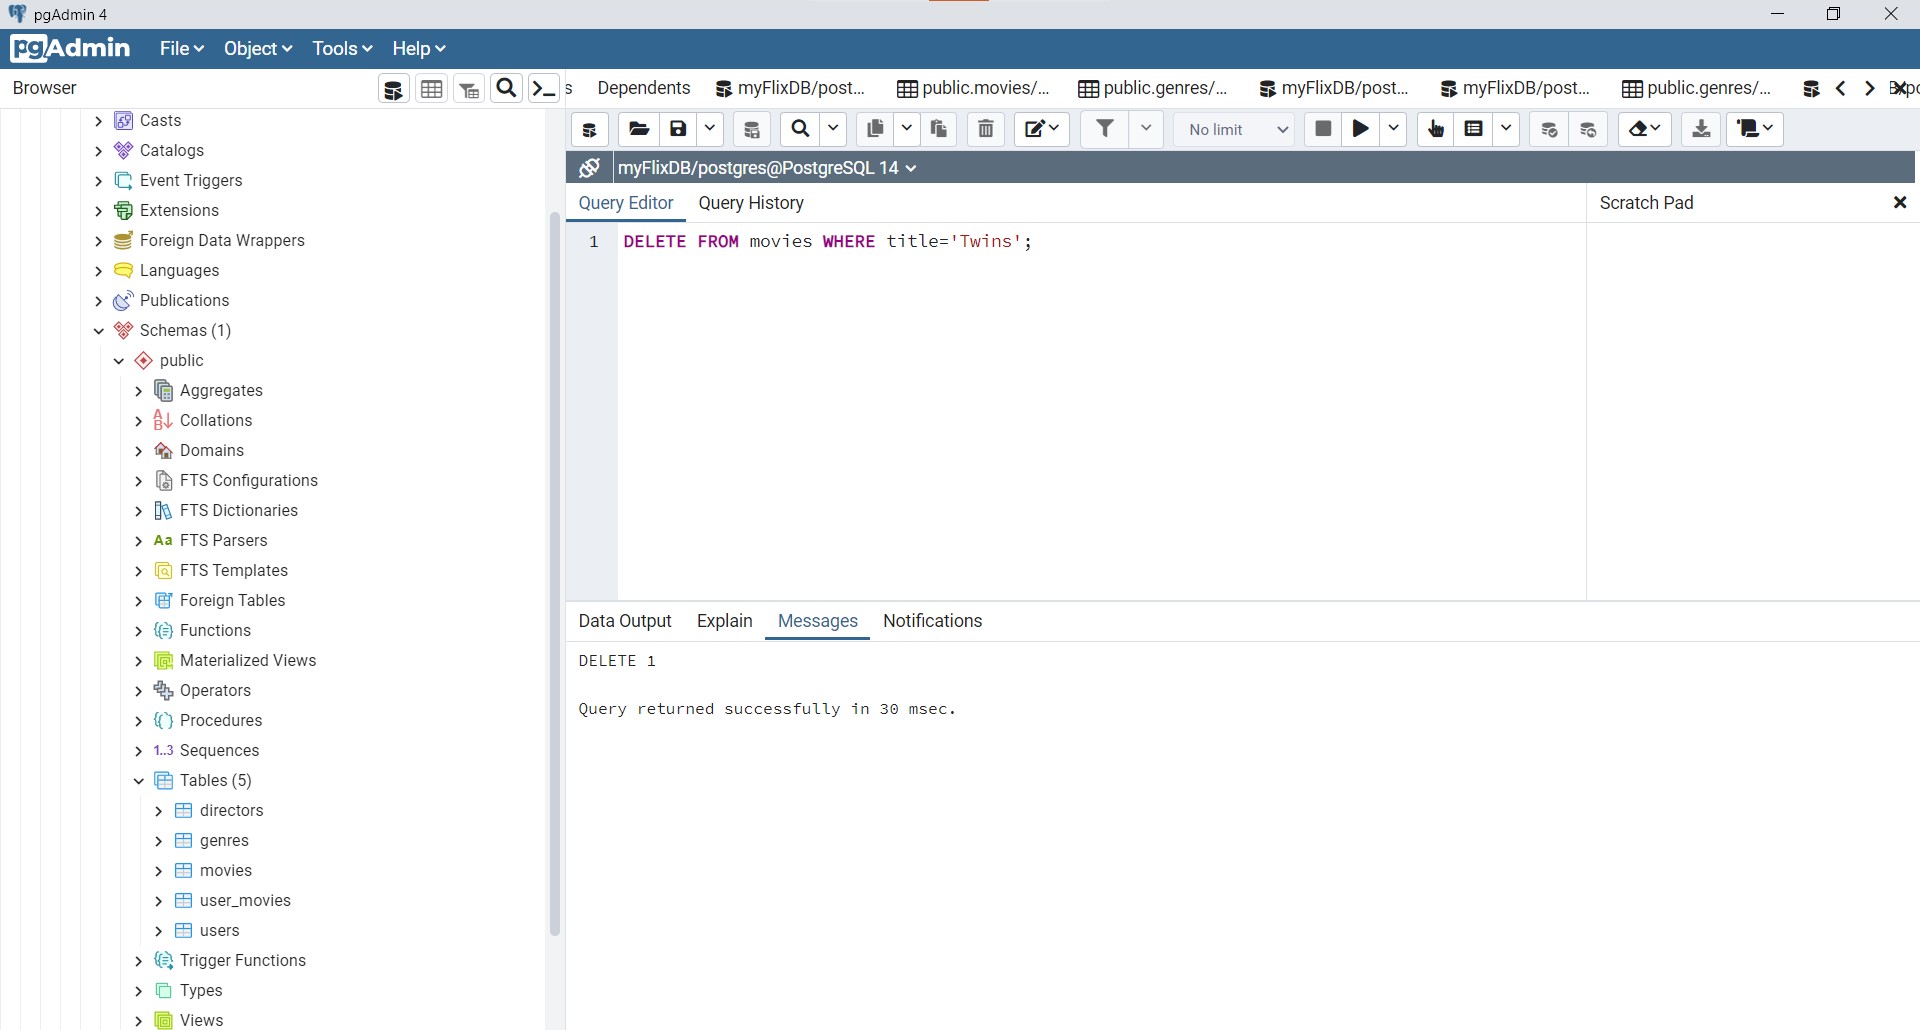 pgAdmin 4
pgAdmin File Object Tools Help
Browser
s Dependents myFlixDB/post... public.movies/... public.genres/... myFlixDB/post... myFlixDB/post... public.genres/...
No limit
myFlixDB/postgres@PostgreSQL 14
Query Editor Query History
Scratch Pad
1 DELETE FROM movies WHERE title='Twins';
Casts
Catalogs
Event Triggers
Extensions
Foreign Data Wrappers
Languages
Publications
Schemas (1)
public
Aggregates
Collations
Domains
FTS Configurations
FTS Dictionaries
Aa FTS Parsers
FTS Templates
Foreign Tables
Functions
Materialized Views
Operators
Procedures
1..3 Sequences
Tables (5)
directors
genres
movies
user_movies
users
Trigger Functions
Types
Views
Data Output Explain Messages Notifications
DELETE 1
Query returned successfully in 30 msec.